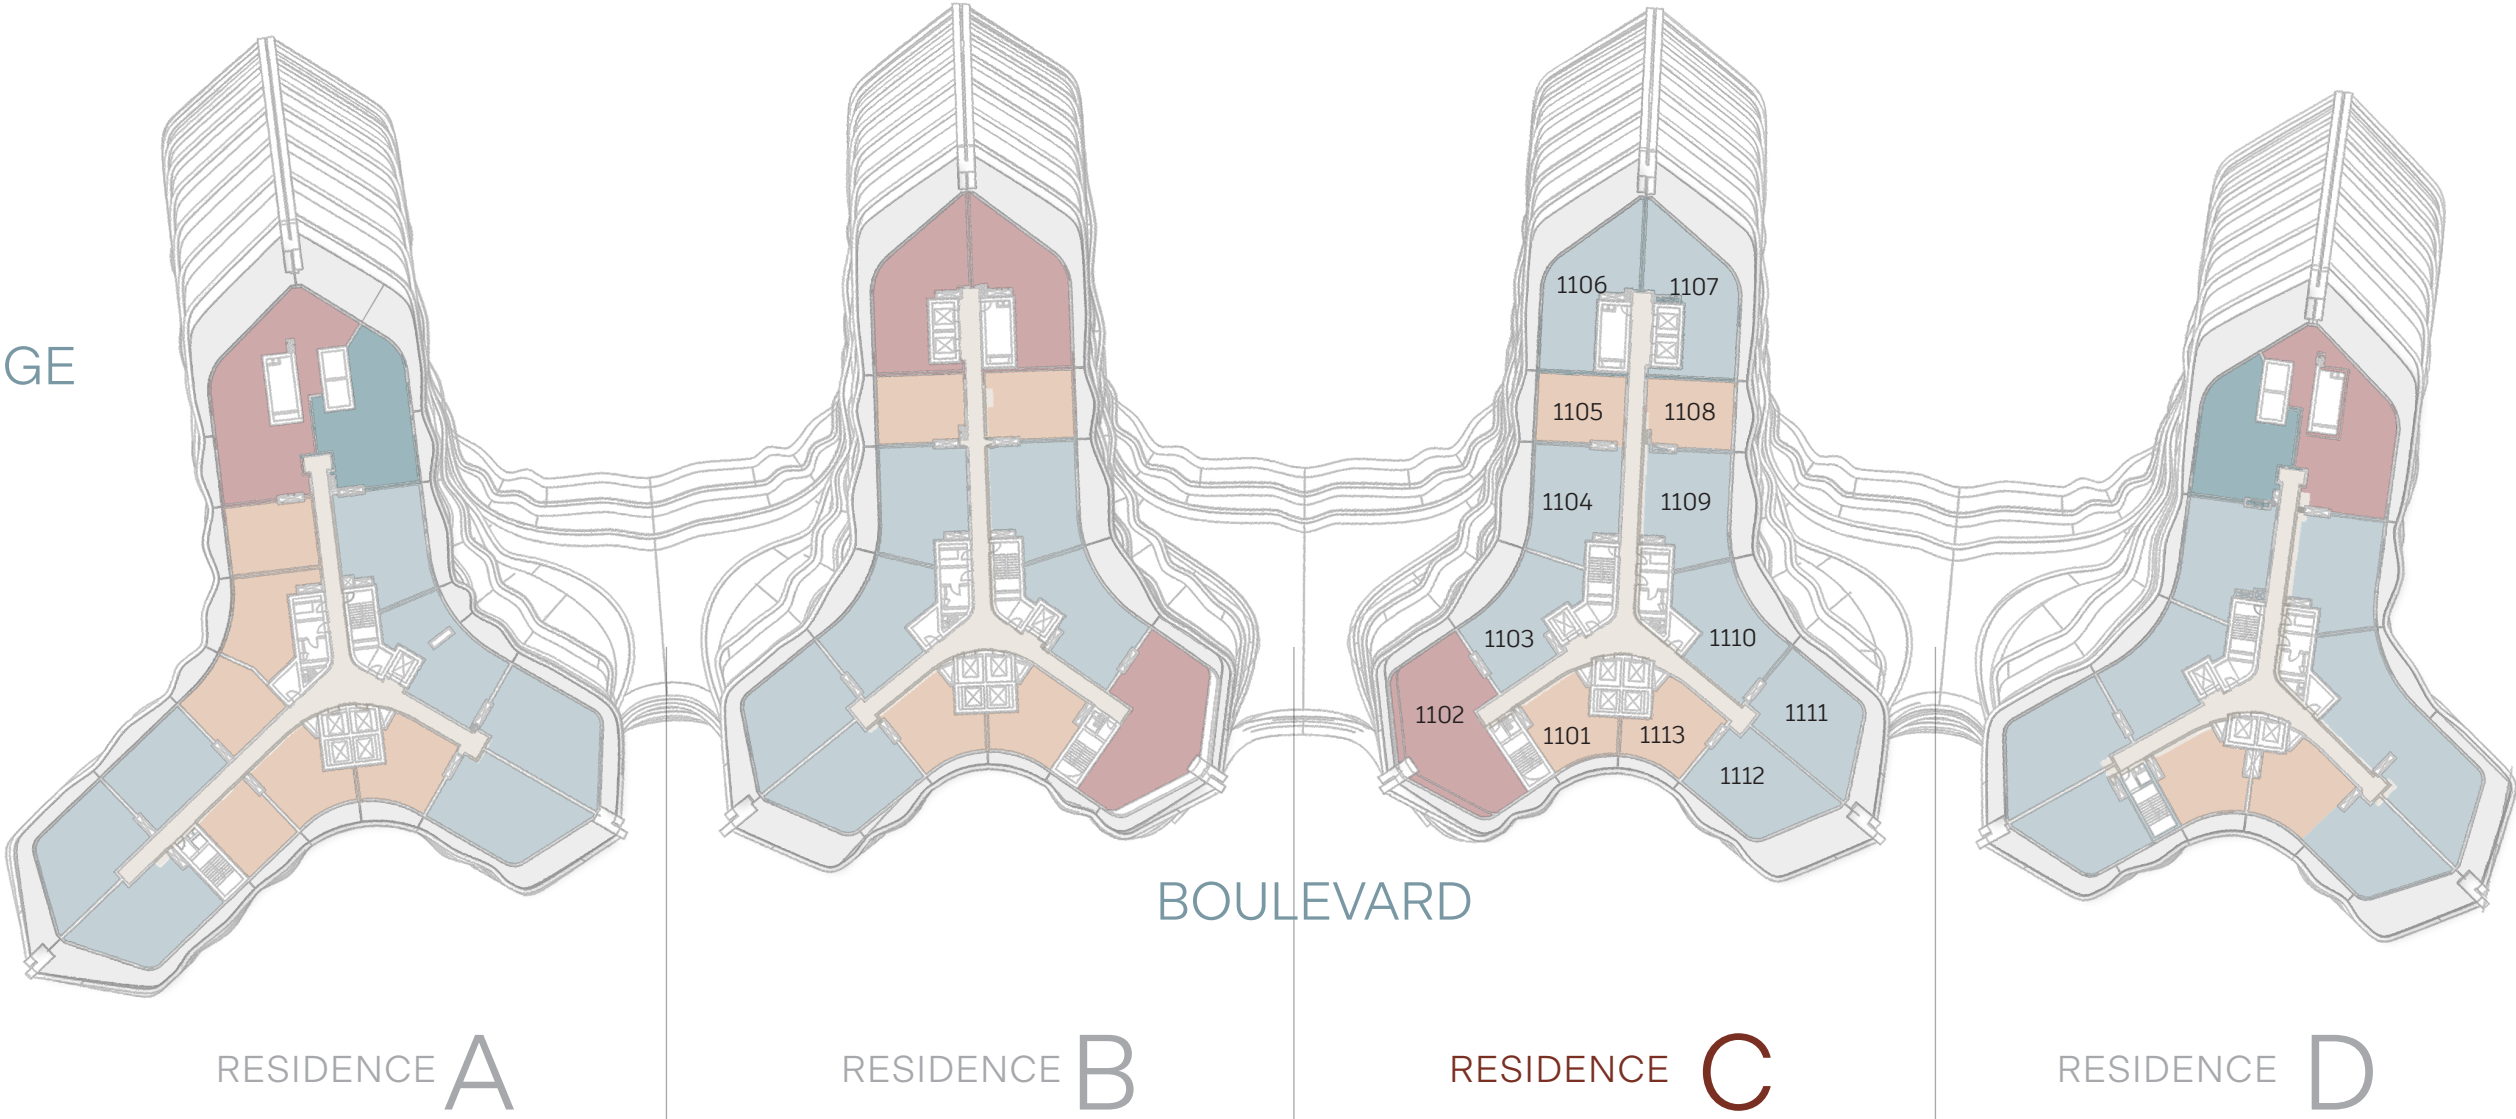 1106
1107
GE
1105
1108
1104
1109
1103
1110
1102
1111
1101
1113
1112
BOULEVARD
RESIDENCE A
RESIDENCE B
RESIDENCE C
RESIDENCE D